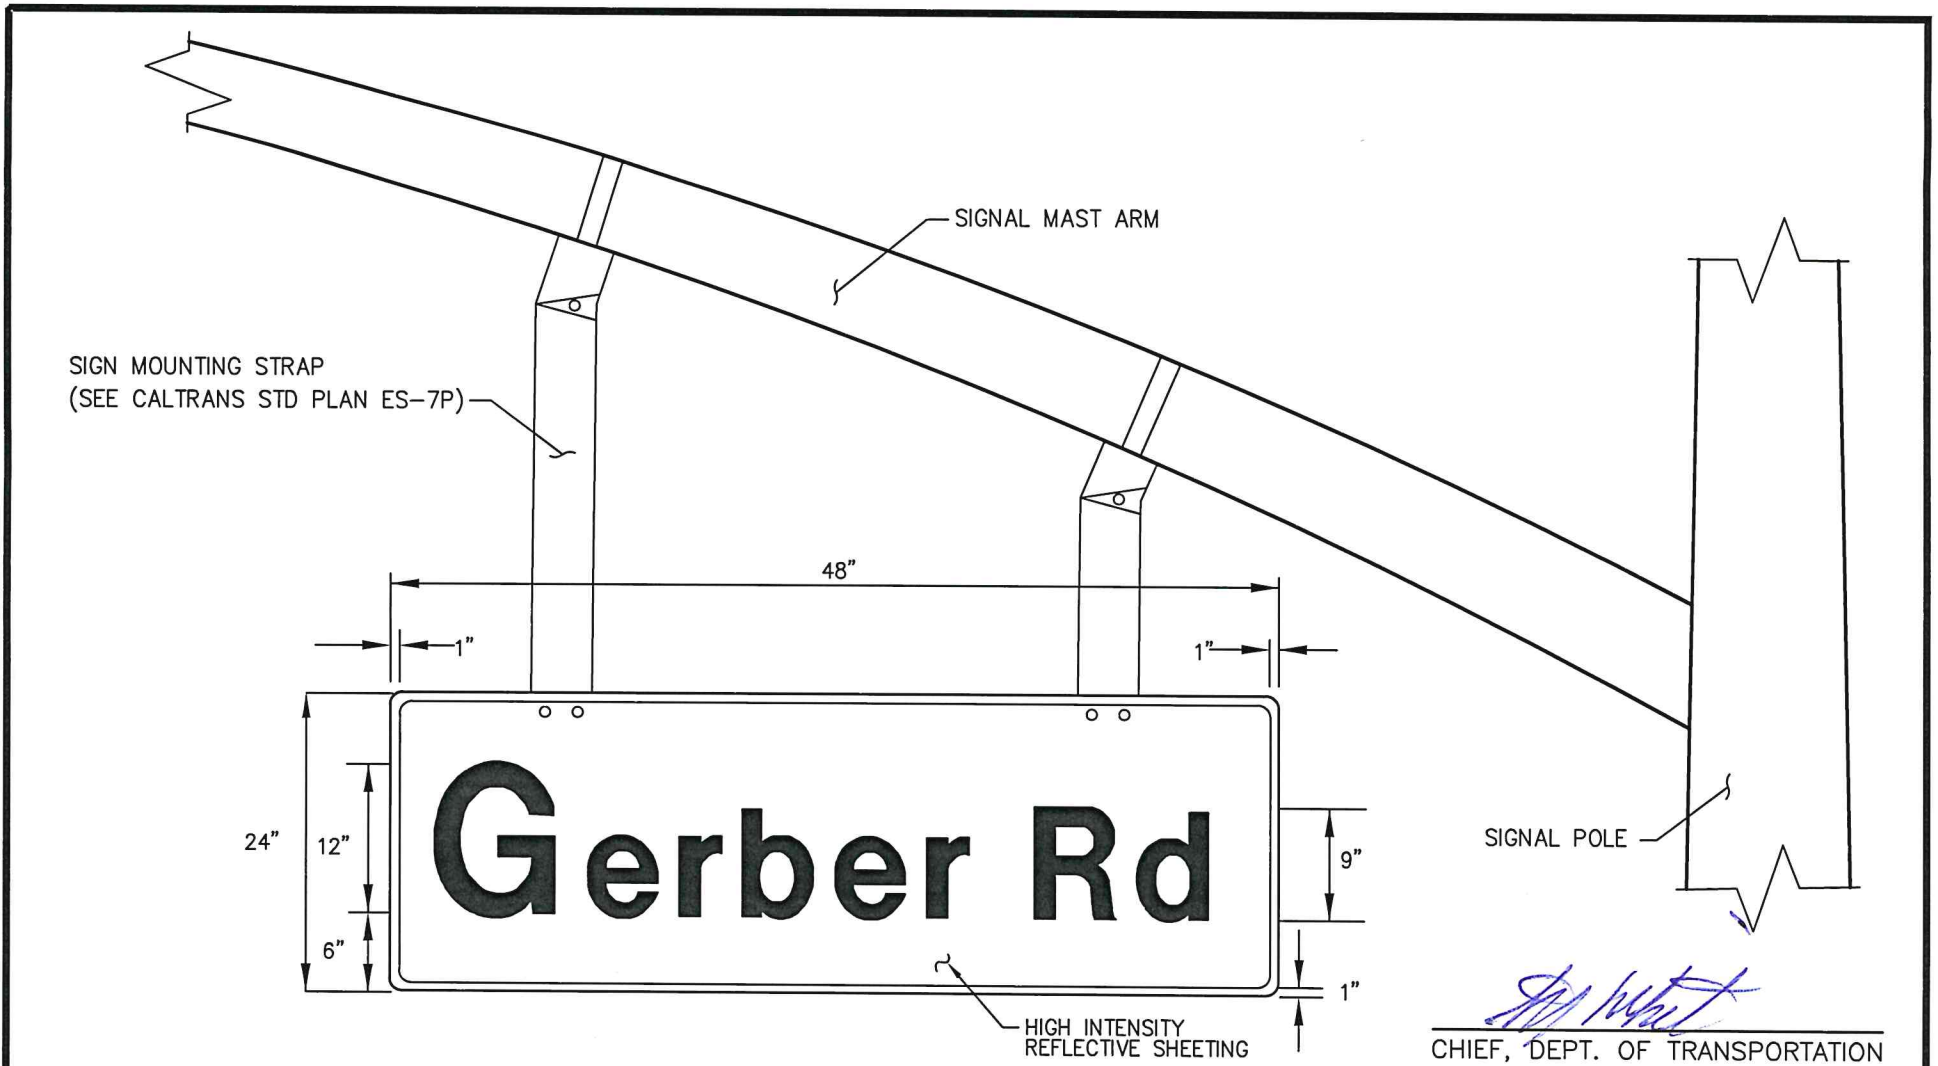 SIGNAL MAST ARM
SIGN MOUNTING STRAP
(SEE CALTRANS STD PLAN ES-7P)
48"
1"
1"
24"
12"
6"
Gerber Rd
9"
SIGNAL POLE
1"
HIGH INTENSITY
REFLECTIVE SHEETING
CHIEF, DEPT. OF TRANSPORTATION